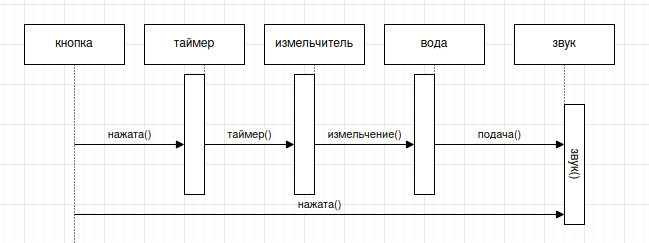 кнопка
таймер
измельчитель
вода
звук
нажата()
таймер()
измельчение()
подача()
звук()
нажата()